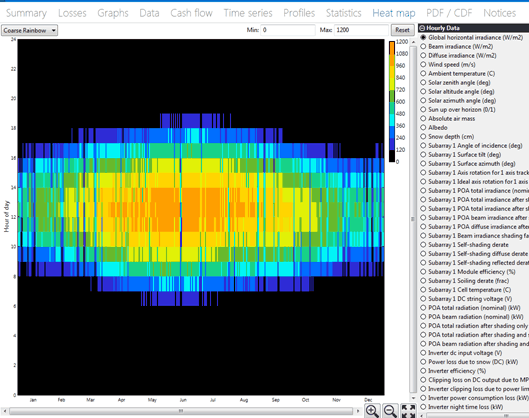 Summary Losses Graphs Data Cash flow Time series Profiles Statistics Heat map PDF / CDF Notices
Coarse Rainbow Min: 0 Max: 1200 Reset
Hourly Data
Global horizontal irradiance (W/m2)
Beam irradiance (W/m2)
Diffuse irradiance (W/m2)
Wind speed (m/s)
Ambient temperature (C)
Solar zenith angle (deg)
Solar altitude angle (deg)
Solar azimuth angle (deg)
Sun up over horizon (0/1)
Absolute air mass
Albedo
Snow depth (cm)
Subarray 1 Angle of incidence (deg)
Subarray 1 Surface tilt (deg)
Subarray 1 Surface azimuth (deg)
Subarray 1 Axis rotation for 1 axis track
Subarray 1 Ideal axis rotation for 1 axis
Subarray 1 POA total irradiance (nomi
Subarray 1 POA total irradiance after sh
Subarray 1 POA total irradiance after sh
Subarray 1 POA beam irradiance after
Subarray 1 POA diffuse irradiance after
Subarray 1 Beam irradiance shading fa
Subarray 1 Self-shading derate
Subarray 1 Self-shading diffuse derate
Subarray 1 Self-shading reflected derat
Subarray 1 Module efficiency (%)
Subarray 1 Soiling derate (frac)
Subarray 1 Cell temperature (C)
Subarray 1 DC string voltage (V)
POA total radiation (nominal) (kW)
POA beam radiation (nominal) (kW)
POA total radiation after shading only
POA total radiation after shading and s
POA beam radiation after shading and
Inverter dc input voltage (V)
Power loss due to snow (DC) (kW)
Inverter efficiency (%)
Clipping loss on DC output due to MP
Inverter clipping loss due to power lim
Inverter power consumption loss (kW)
Inverter night time loss (kW)
1200
1080
960
840
720
600
480
360
240
120
0
24
22
20
18
16
14
12
10
8
6
4
2
0
Hour of day
Jan Feb Mar Apr May Jun Jul Aug Sep Oct Nov Dec